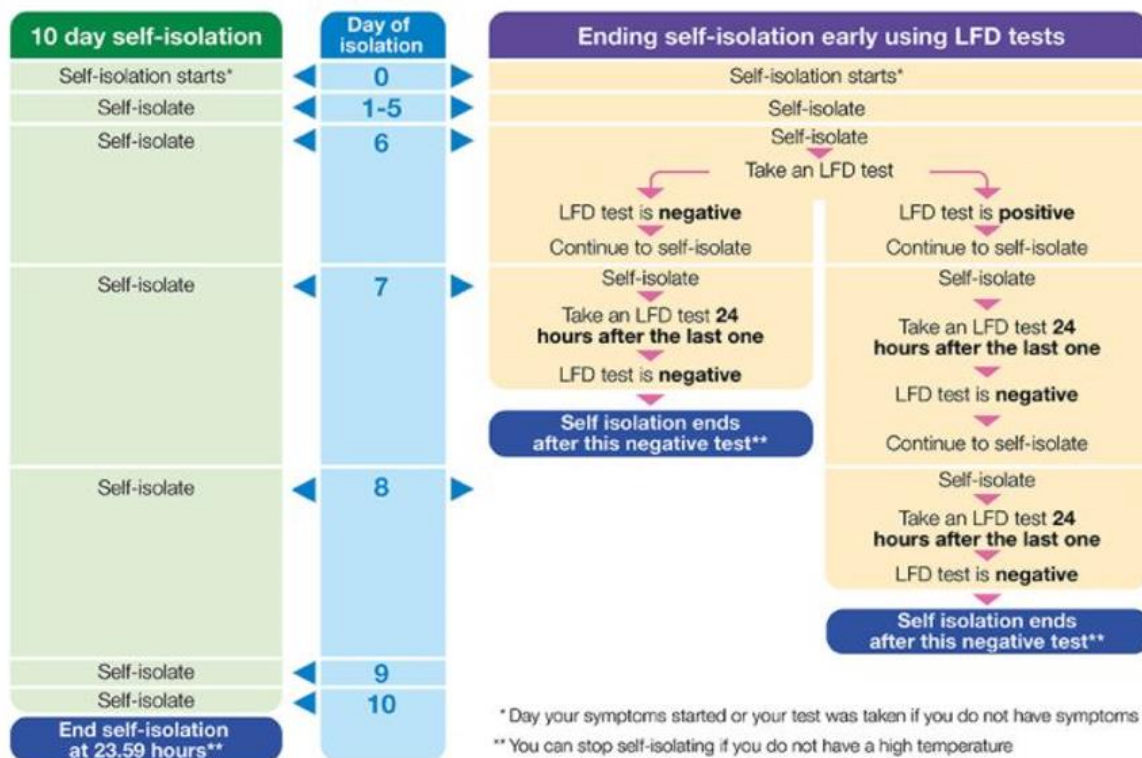 10 day self-isolation
Self-isolation starts*
Self-isolate
Self-isolate
Self-isolate
Self-isolate
Self-isolate
Self-isolate
End self-isolation
at 23.59 hours**
Day of
isolation
0
1-5
6
7
8
9
10
Ending self-isolation early using LFD tests
Self-isolation starts*
Self-isolate
Self-isolate
Take an LFD test
LFD test is negative
Continue to self-isolate
Self-isolate
Take an LFD test 24
hours after the last one
LFD test is negative
Self isolation ends
after this negative test**
LFD test is positive
Continue to self-isolate
Self-isolate
Take an LFD test 24
hours after the last one
LFD test is negative
Continue to self-isolate
Self-isolate
Take an LFD test 24
hours after the last one
LFD test is negative
Self isolation ends
after this negative test**
* Day your symptoms started or your test was taken if you do not have symptoms
** You can stop self-isolating if you do not have a high temperature